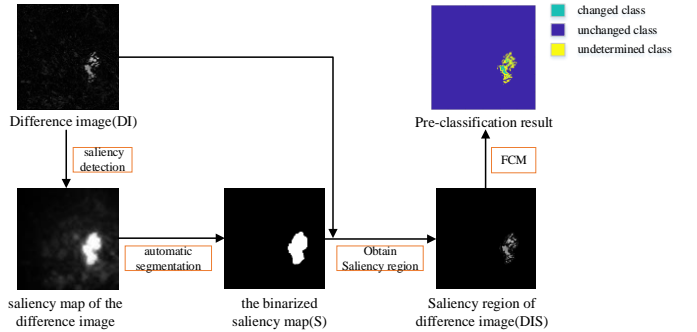 changed class
unchanged class
undetermined class
Difference image(DI)
Pre-classification result
saliency
detection
FCM
automatic
segmentation
Obtain
Saliency region
saliency map of the
difference image
the binarized
saliency map(S)
Saliency region of
difference image(DIS)